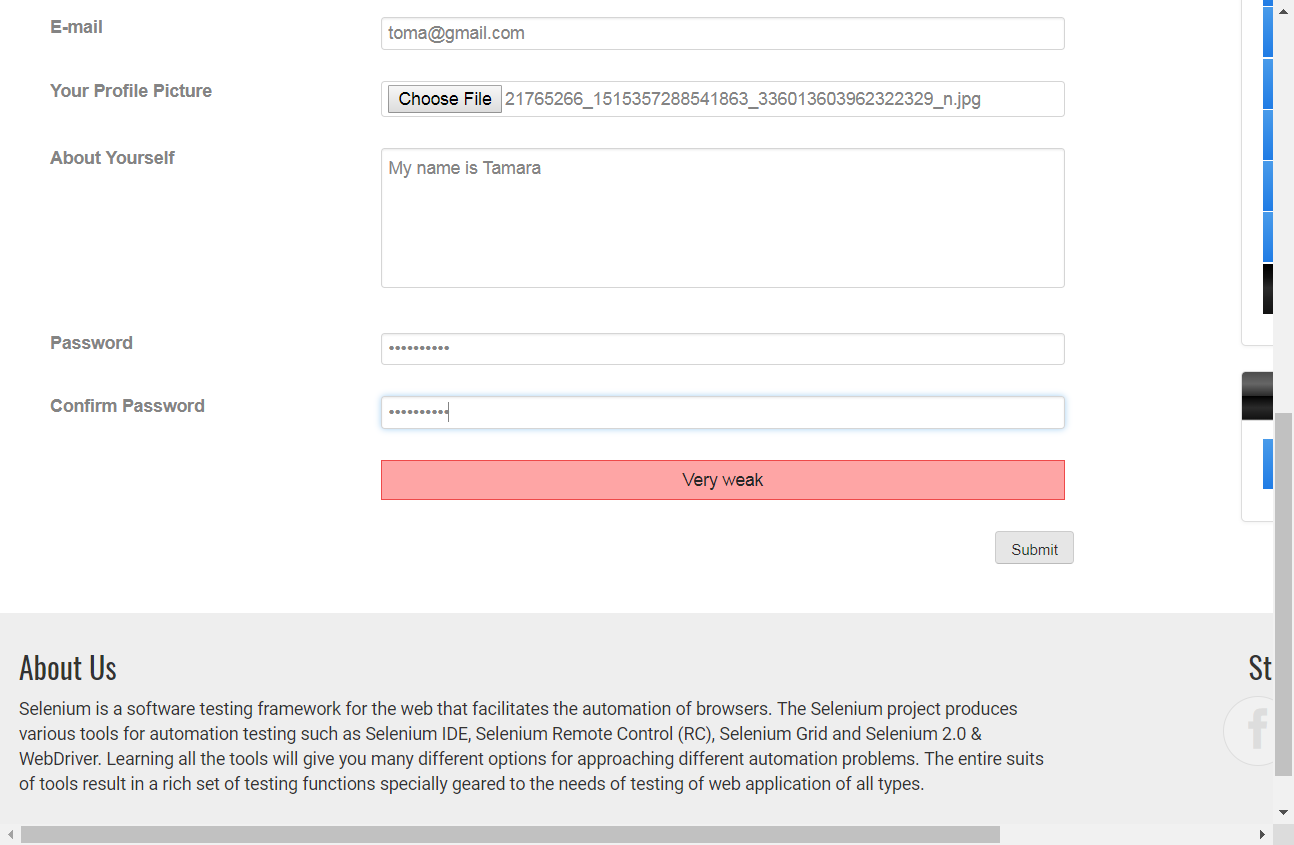 E-mail
toma@gmail.com
Your Profile Picture
Choose File 21765266_1515357288541863_336013603962322329_n.jpg
About Yourself
My name is Tamara
Password
••••••••••
Confirm Password
••••••••••
Very weak
Submit
About Us
Selenium is a software testing framework for the web that facilitates the automation of browsers. The Selenium project produces
various tools for automation testing such as Selenium IDE, Selenium Remote Control (RC), Selenium Grid and Selenium 2.0 &
WebDriver. Learning all the tools will give you many different options for approaching different automation problems. The entire suits
of tools result in a rich set of testing functions specially geared to the needs of testing of web application of all types.
St